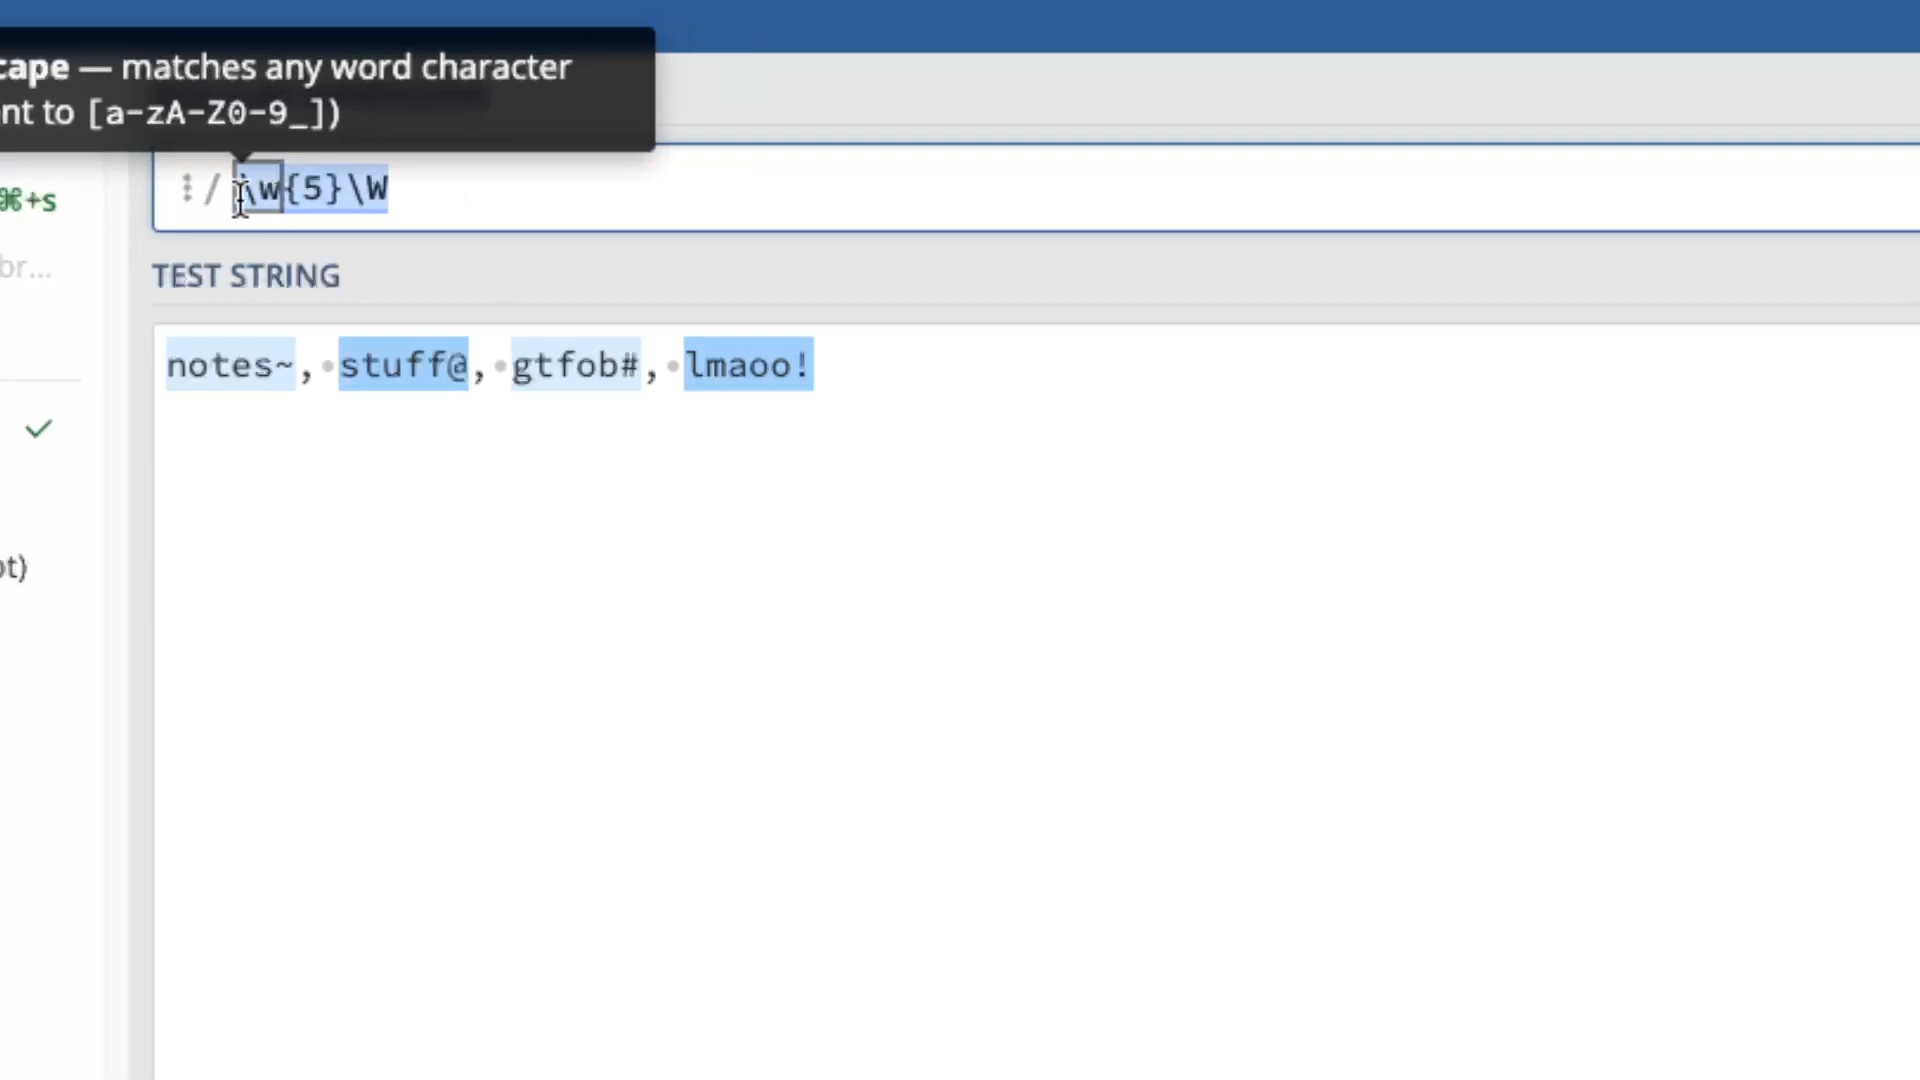 cape — matches any word character
nt to [a-zA-Z0-9_])
⌘+s
/ \w{5}\W
br...
TEST STRING
notes~, stuff@, gtfob#, lmaoo!
ot)